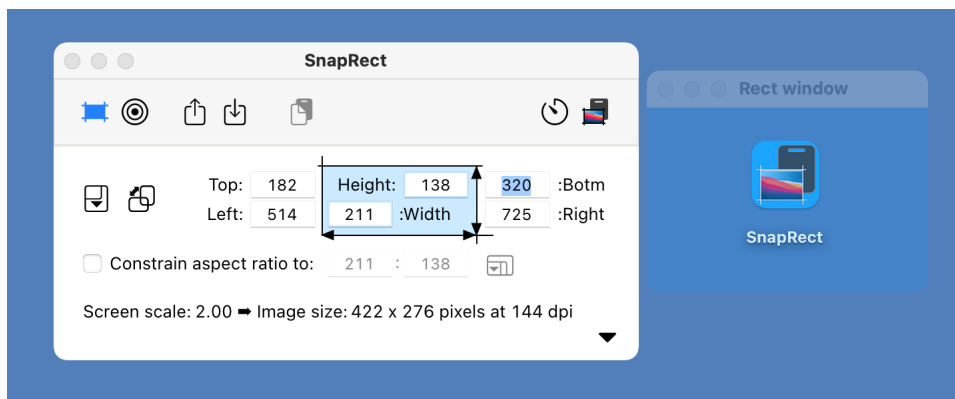 SnapRect
Rect window
Top: 182 Height: 138 320 :Botm
Left: 514 211 :Width 725 :Right
SnapRect
Constrain aspect ratio to: 211 : 138
Screen scale: 2.00 ➡ Image size: 422 x 276 pixels at 144 dpi